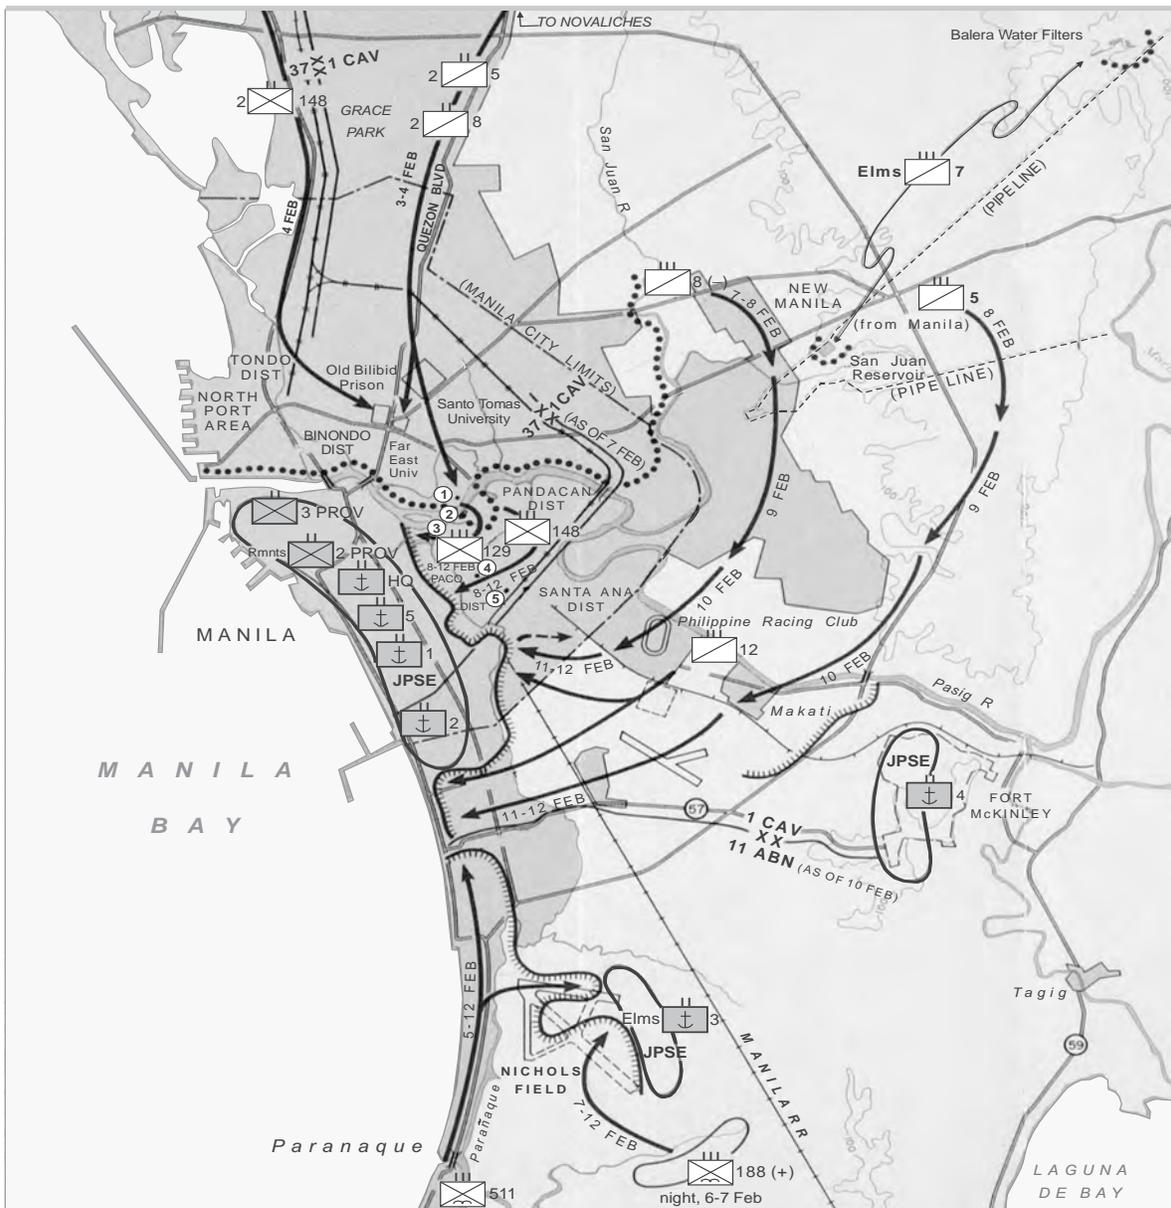 TO NOVALICHES
Balera Water Filters
37 XX 1 CAV
2 5
2 148
GRACE
PARK
2 8
San Juan R
Elms 7
(PIPE LINE)
3-4 FEB
QUEZON BLVD
4 FEB
8 (–)
7-8 FEB
NEW
MANILA
5
(from Manila)
8 FEB
(MANILA CITY LIMITS)
San Juan
Reservoir
(PIPE LINE)
TONDO
DIST
Old Bilibid
Prison
NORTH
PORT
AREA
Santo Tomas
University
37 XX 1CAV
(AS OF 7 FEB)
BINONDO
DIST
Far
East
Univ
PANDACAN
DIST
9 FEB
9 FEB
1
2
3
3 PROV
148
129
Rmnts 2 PROV
8-12 FEB
PACO
4
8-12 FEB
HQ
DIST
5
SANTA ANA
DIST
10 FEB
5
MANILA
Philippine Racing Club
1
12
11-12 FEB
10 FEB
JPSE
Pasig R
Makati
2
MANILA
BAY
JPSE
4
FORT
McKINLEY
11-12 FEB
57
1 CAV
XX
11 ABN (AS OF 10 FEB)
5-12 FEB
Tagig
Elms 3
JPSE
59
NICHOLS
FIELD
MANILA RR
7-12 FEB
Parañaque
Paranaque
188 (+)
night, 6-7 Feb
511
LAGUNA
DE BAY